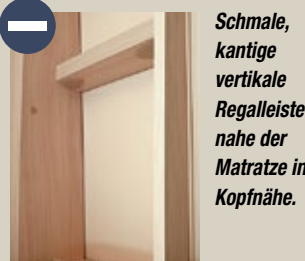 Schmale,
kantige
vertikale
Regalleiste
nahe der
Matratze in
Kopfnähe.